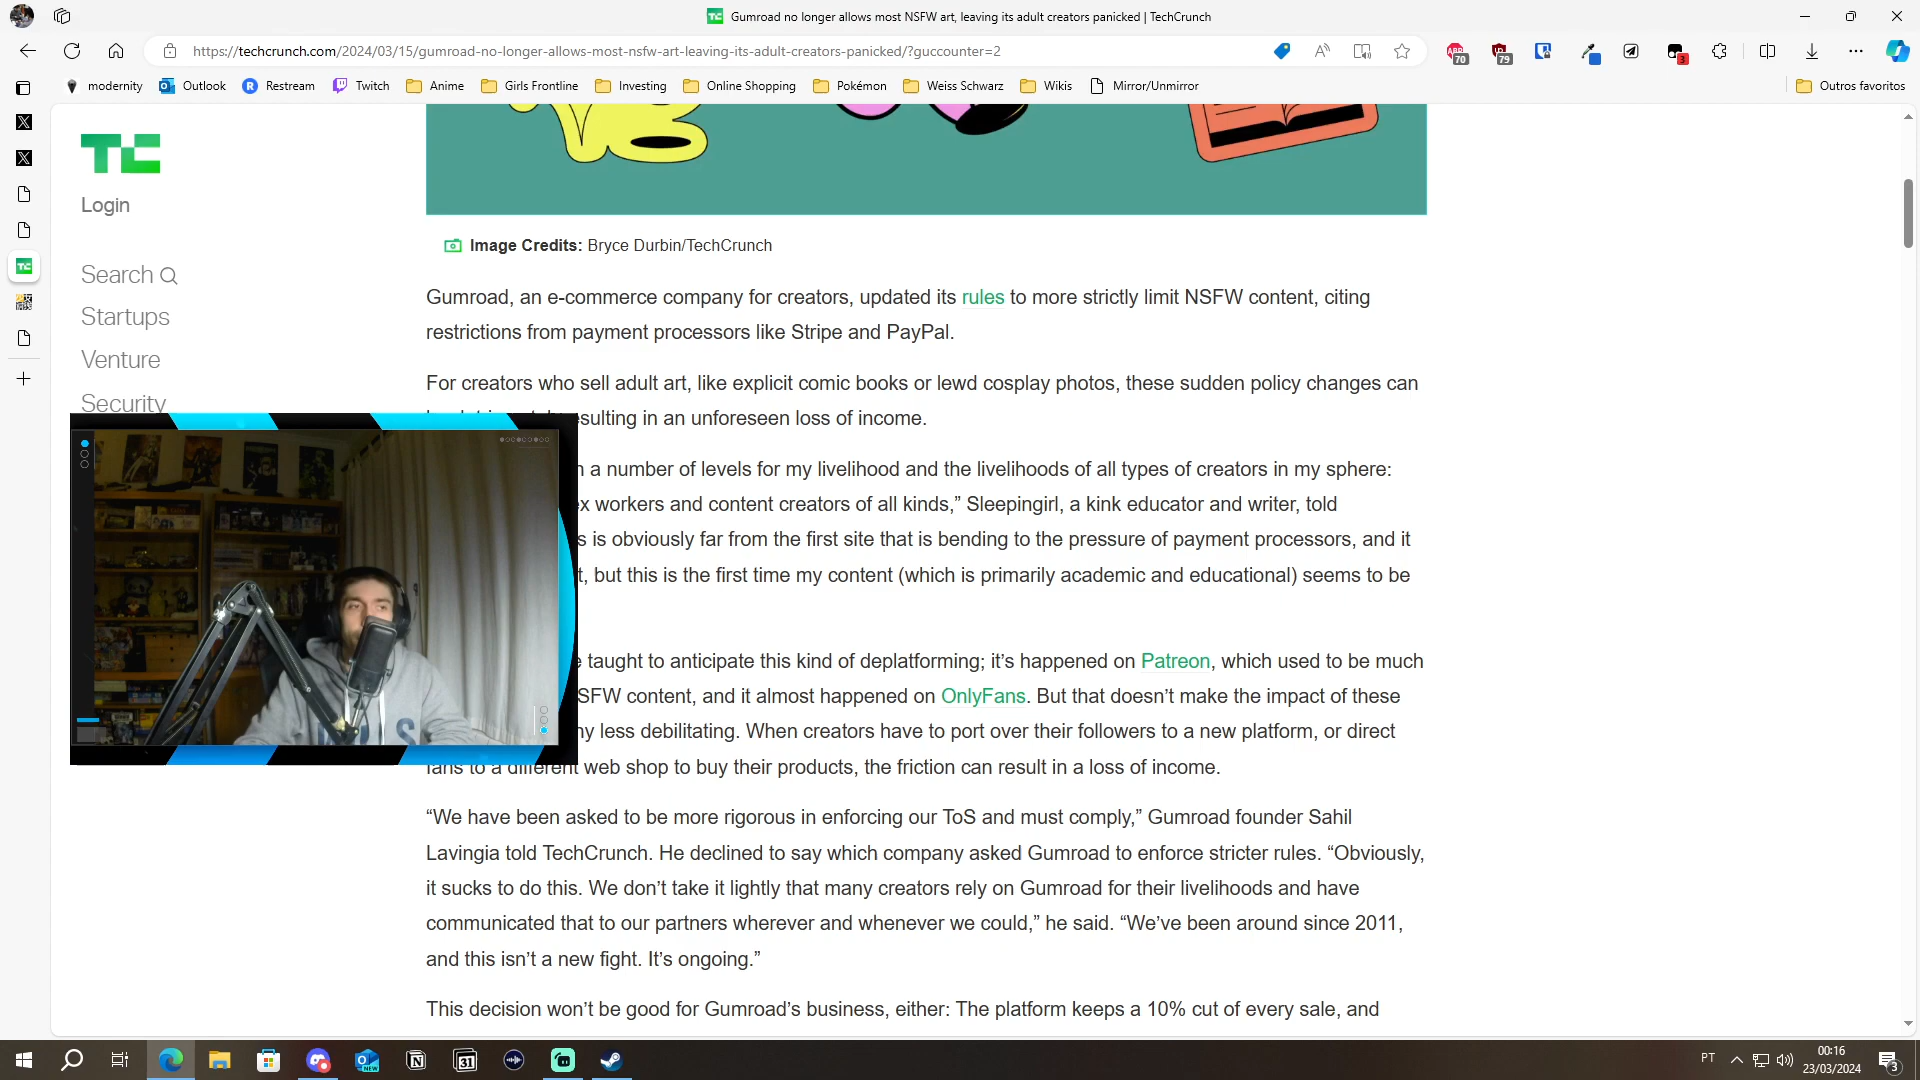 Gumroad no longer allows most NSFW art, leaving its adult creators panicked | TechCrunch
https://techcrunch.com/2024/03/15/gumroad-no-longer-allows-most-nsfw-art-leaving-its-adult-creators-panicked/?guccounter=2
70
79
3
modernity
Outlook
Restream
Twitch
Anime
Girls Frontline
Investing
Online Shopping
Pokémon
Weiss Schwarz
Wikis
Mirror/Unmirror
Outros favoritos
TC
Login
Search
Startups
Venture
Security
Image Credits: Bryce Durbin/TechCrunch
Gumroad, an e-commerce company for creators, updated its rules to more strictly limit NSFW content, citing
restrictions from payment processors like Stripe and PayPal.
For creators who sell adult art, like explicit comic books or lewd cosplay photos, these sudden policy changes can
esulting in an unforeseen loss of income.
a number of levels for my livelihood and the livelihoods of all types of creators in my sphere:
ex workers and content creators of all kinds,” Sleepingirl, a kink educator and writer, told
s is obviously far from the first site that is bending to the pressure of payment processors, and it
t, but this is the first time my content (which is primarily academic and educational) seems to be
e taught to anticipate this kind of deplatforming; it’s happened on Patreon, which used to be much
SFW content, and it almost happened on OnlyFans. But that doesn’t make the impact of these
ny less debilitating. When creators have to port over their followers to a new platform, or direct
fans to a different web shop to buy their products, the friction can result in a loss of income.
“We have been asked to be more rigorous in enforcing our ToS and must comply,” Gumroad founder Sahil
Lavingia told TechCrunch. He declined to say which company asked Gumroad to enforce stricter rules. “Obviously,
it sucks to do this. We don’t take it lightly that many creators rely on Gumroad for their livelihoods and have
communicated that to our partners wherever and whenever we could,” he said. “We’ve been around since 2011,
and this isn’t a new fight. It’s ongoing.”
This decision won’t be good for Gumroad’s business, either: The platform keeps a 10% cut of every sale, and
NEW
31
PT
00:16
23/03/2024
3